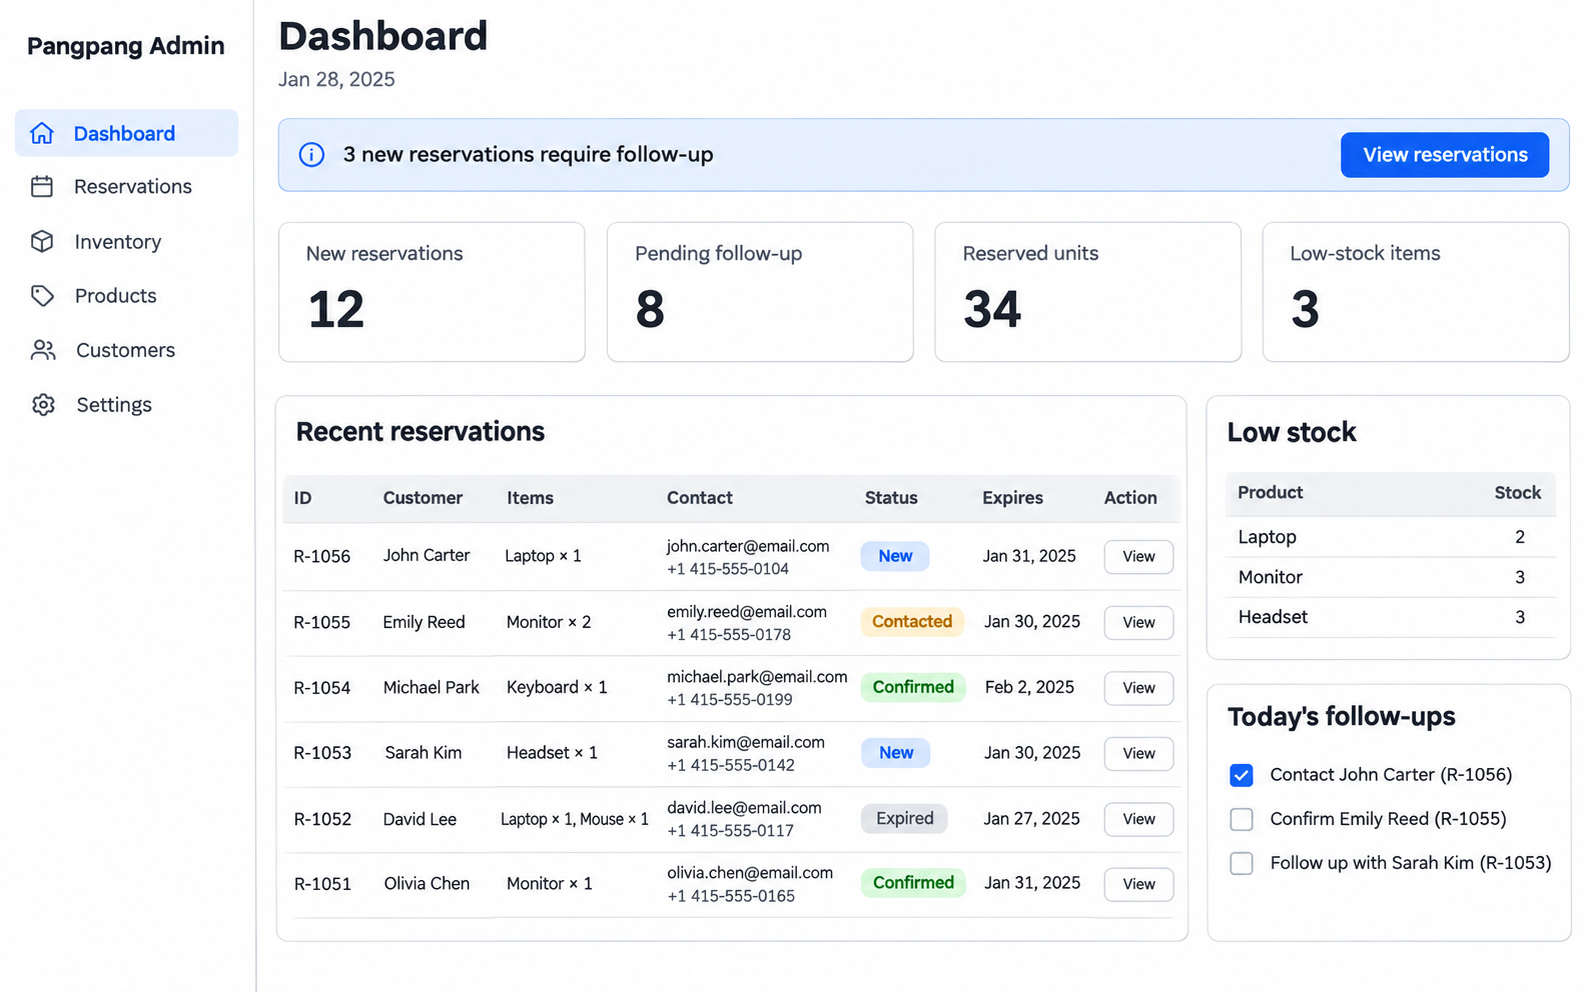 Pangpang Admin
Dashboard
Reservations
Inventory
Products
Customers
Settings
Dashboard
Jan 28, 2025
3 new reservations require follow-up
View reservations
New reservations
12
Pending follow-up
8
Reserved units
34
Low-stock items
3
Recent reservations
ID Customer Items Contact Status Expires Action
R-1056 John Carter Laptop × 1 john.carter@email.com New Jan 31, 2025 View
+1 415-555-0104
R-1055 Emily Reed Monitor × 2 emily.reed@email.com Contacted Jan 30, 2025 View
+1 415-555-0178
R-1054 Michael Park Keyboard × 1 michael.park@email.com Confirmed Feb 2, 2025 View
+1 415-555-0199
R-1053 Sarah Kim Headset × 1 sarah.kim@email.com New Jan 30, 2025 View
+1 415-555-0142
R-1052 David Lee Laptop × 1, Mouse × 1 david.lee@email.com Expired Jan 27, 2025 View
+1 415-555-0117
R-1051 Olivia Chen Monitor × 1 olivia.chen@email.com Confirmed Jan 31, 2025 View
+1 415-555-0165
Low stock
Product Stock
Laptop 2
Monitor 3
Headset 3
Today's follow-ups
Contact John Carter (R-1056)
Confirm Emily Reed (R-1055)
Follow up with Sarah Kim (R-1053)